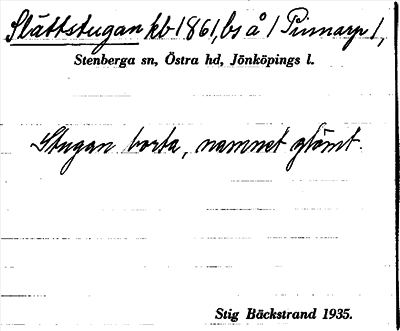 Slättstugan kb 1861, bs å 1 Pinnarp 1,
Stenberga sn, Östra hd, Jönköpings l.
Stugan borta, namnet glömt.
Stig Bäckstrand 1935.